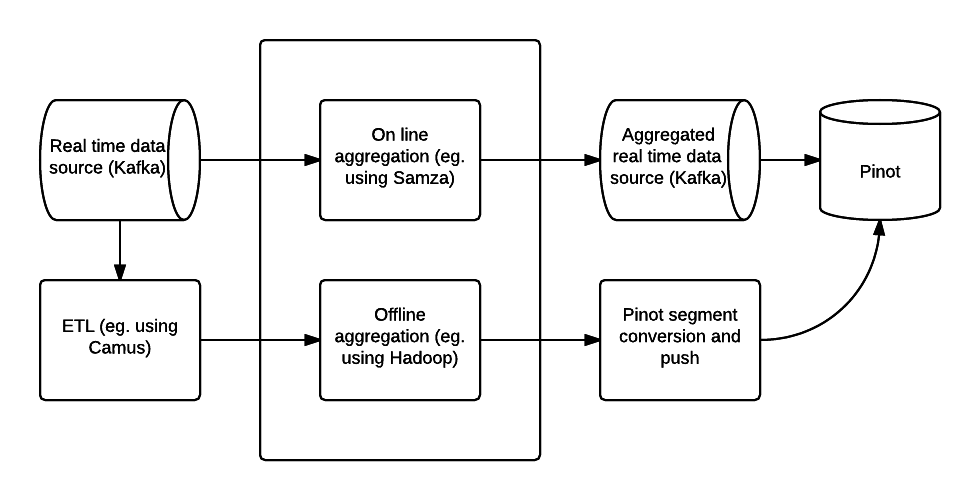 Real time data
source (Kafka)
On line
aggregation (eg.
using Samza)
Aggregated
real time data
source (Kafka)
Pinot
ETL (eg. using
Camus)
Offline
aggregation (eg.
using Hadoop)
Pinot segment
conversion and
push